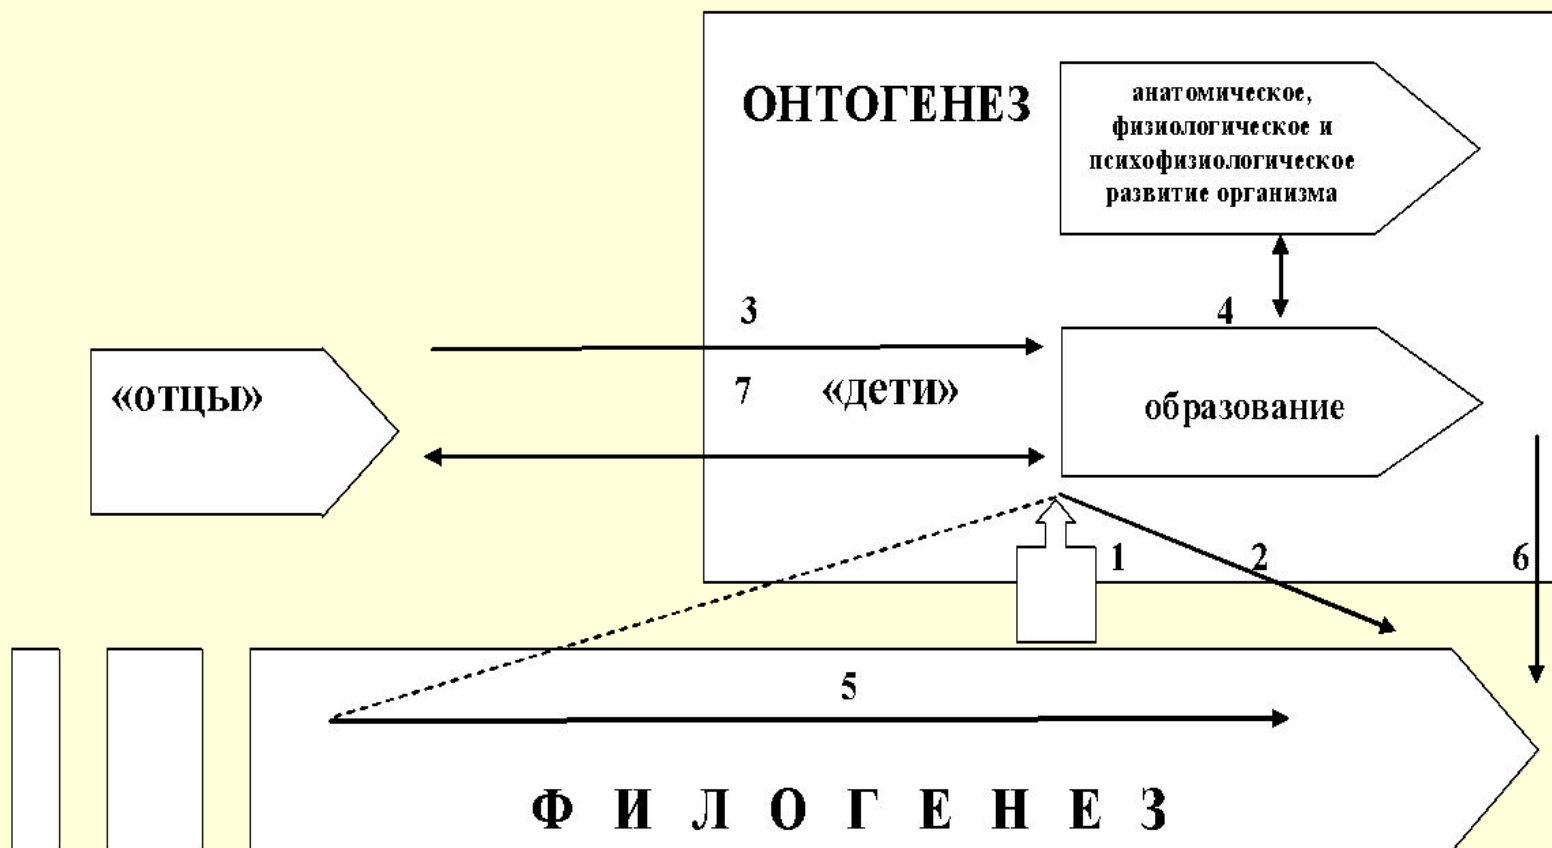 ОНТОГЕНЕЗ
анатомическое,
физиологическое и
психофизиологическое
развитие организма
3
4
«отцы»
7 «дети»
образование
1
2
6
5
Ф И Л О Г Е Н Е З